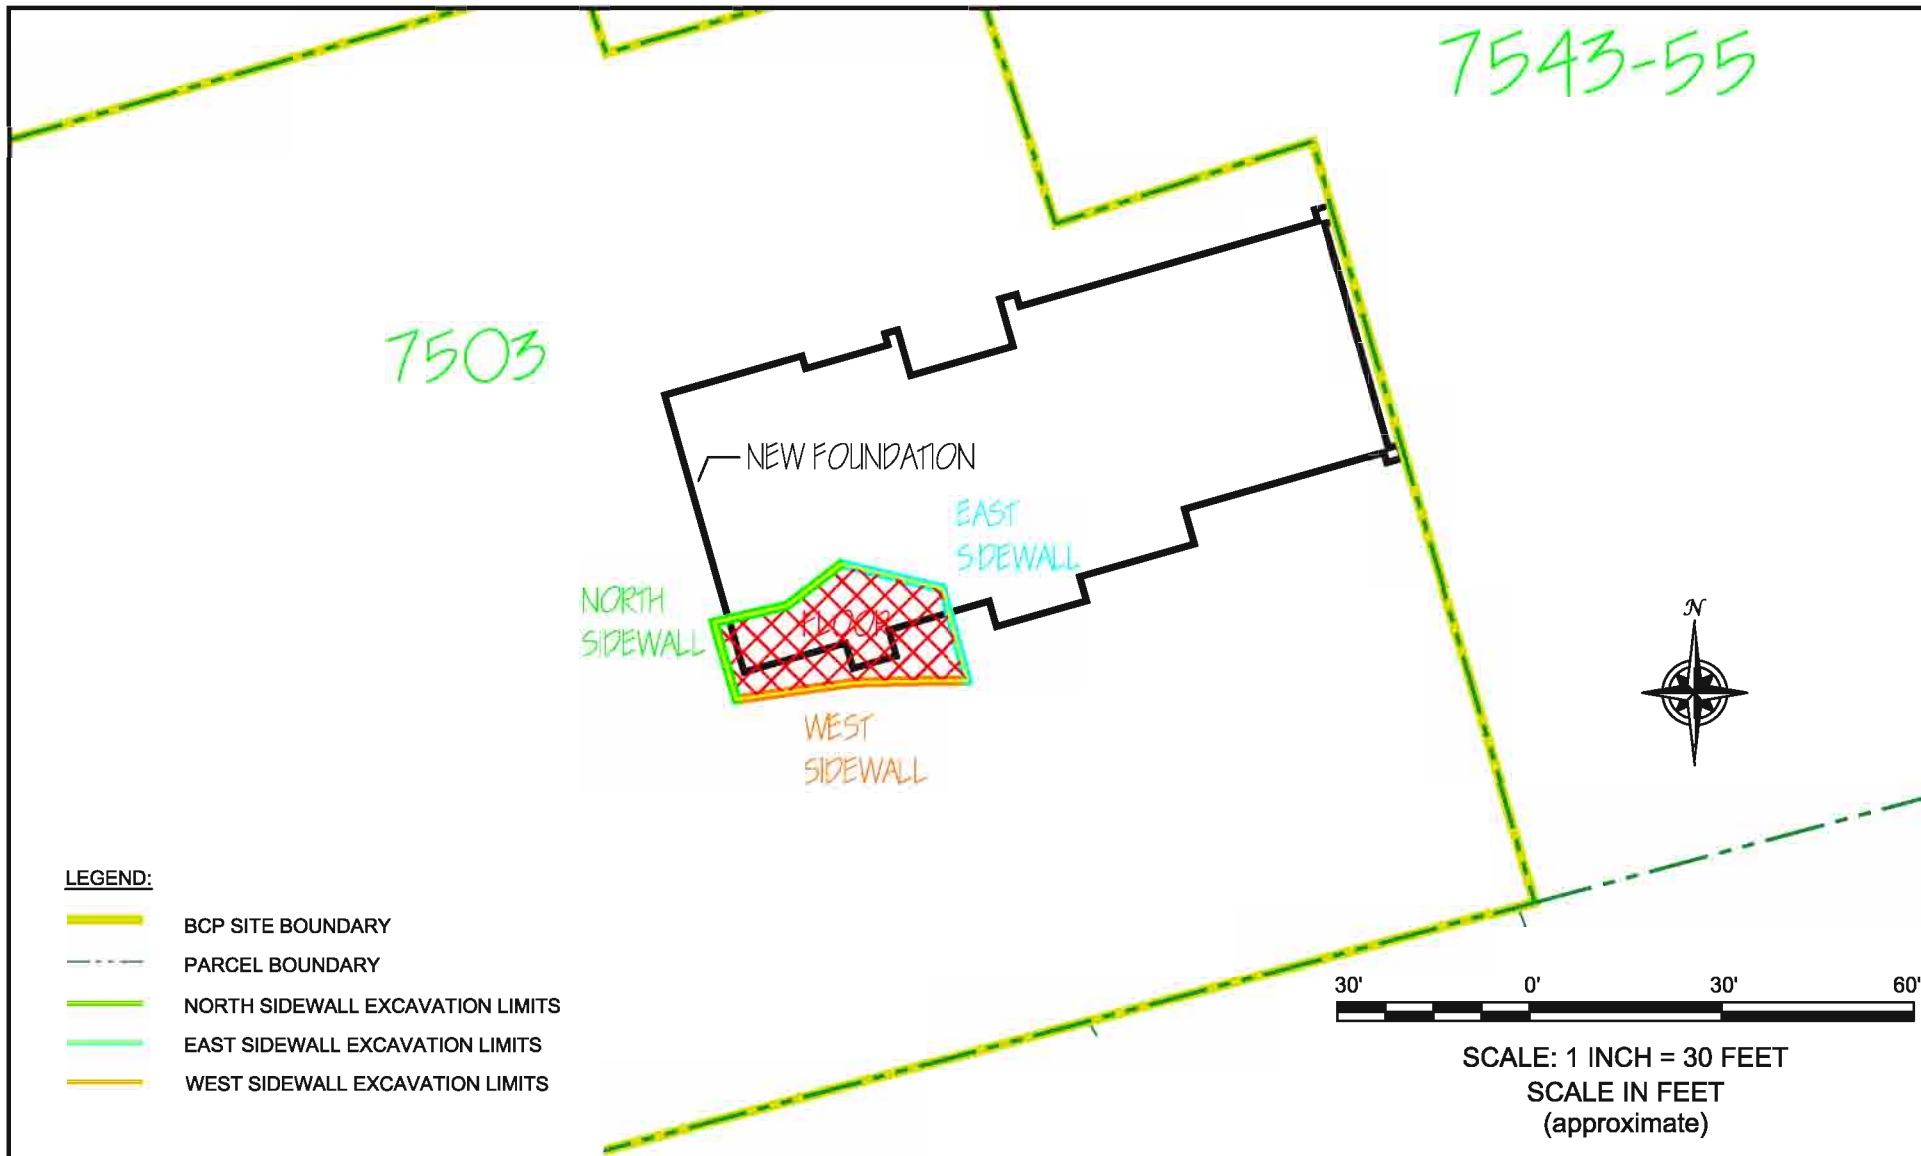 7543-55
7503
NEW FOUNDATION
EAST
SIDEWALL
NORTH
SIDEWALL
FLOOR
WEST
SIDEWALL
N
LEGEND:
BCP SITE BOUNDARY
PARCEL BOUNDARY
NORTH SIDEWALL EXCAVATION LIMITS
EAST SIDEWALL EXCAVATION LIMITS
WEST SIDEWALL EXCAVATION LIMITS
30' 0' 30' 60'
SCALE: 1 INCH = 30 FEET
SCALE IN FEET
(approximate)